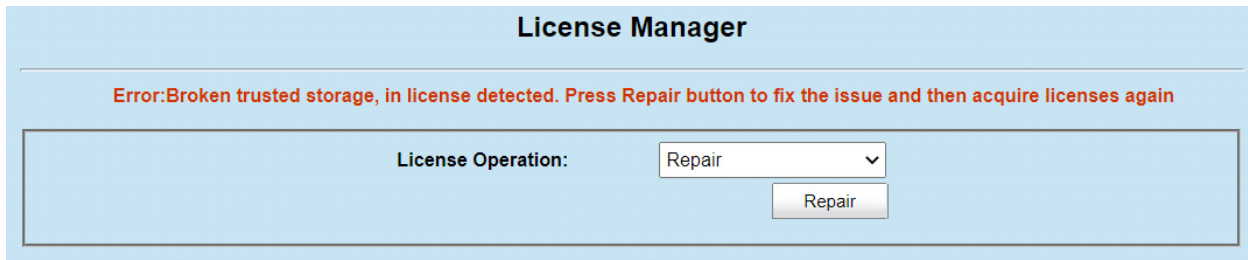 License Manager
Error:Broken trusted storage, in license detected. Press Repair button to fix the issue and then acquire licenses again
License Operation: Repair
Repair